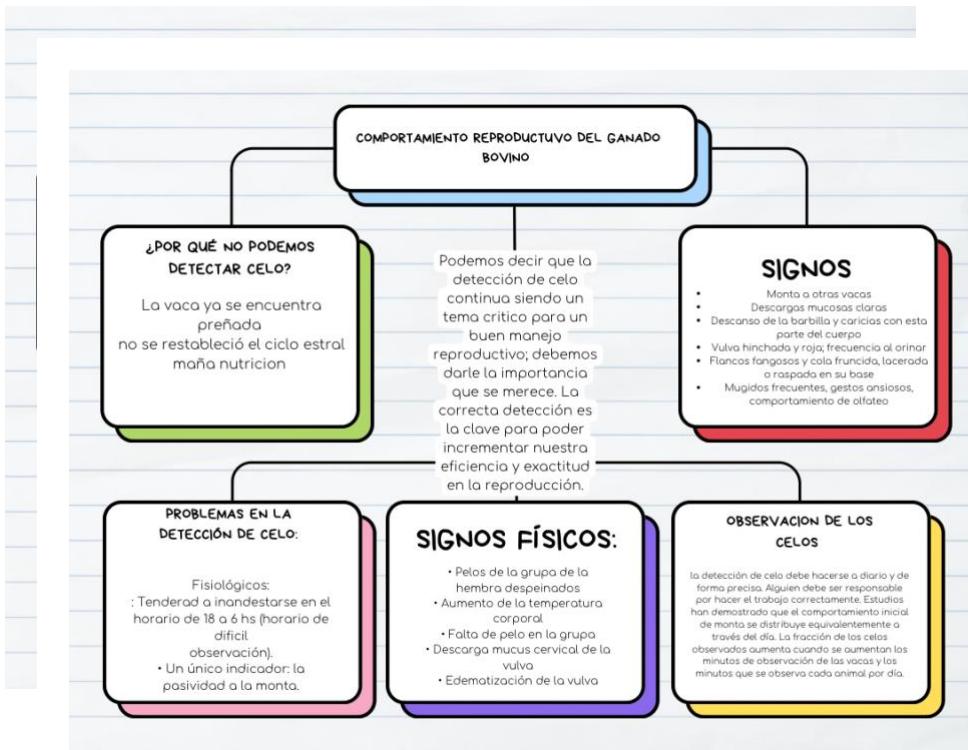 COMPORTAMIENTO REPRODUCTUVO DEL GANADO
BOVINO
¿POR QUÉ NO PODEMOS
DETECTAR CELO?
La vaca ya se encuentra
preñada
no se restableció el ciclo estral
maña nutricion
Podemos decir que la
detección de celo
continua siendo un
tema critico para un
buen manejo
reproductivo; debemos
darle la importancia
que se merece. La
correcta detección es
la clave para poder
incrementar nuestra
eficiencia y exactitud
en la reproducción.
SIGNOS
• Monta a otras vacas
• Descargas mucosas claras
• Descanso de la barbilla y caricias con esta
parte del cuerpo
• Vulva hinchada y roja; frecuencia al orinar
• Flancos fangosos y cola fruncida, lacerada
o raspada en su base
• Mugidos frecuentes, gestos ansiosos,
comportamiento de olfateo
PROBLEMAS EN LA
DETECCIÓN DE CELO:
Fisiológicos:
: Tenderad a inandestarse en el
horario de 18 a 6 hs (horario de
dificil
observación).
• Un único indicador: la
pasividad a la monta.
SIGNOS FÍSICOS:
• Pelos de la grupa de la
hembra despeinados
• Aumento de la temperatura
corporal
• Falta de pelo en la grupa
• Descarga mucus cervical de la
vulva
• Edematización de la vulva
OBSERVACION DE LOS
CELOS
la detección de celo debe hacerse a diario y de
forma precisa. Alguien debe ser responsable
por hacer el trabajo correctamente. Estudios
han demostrado que el comportamiento inicial
de monta se distribuye equivalentemente a
través del día. La fracción de los celos
observados aumenta cuando se aumentan los
minutos de observación de las vacas y los
minutos que se observa cada animal por día.